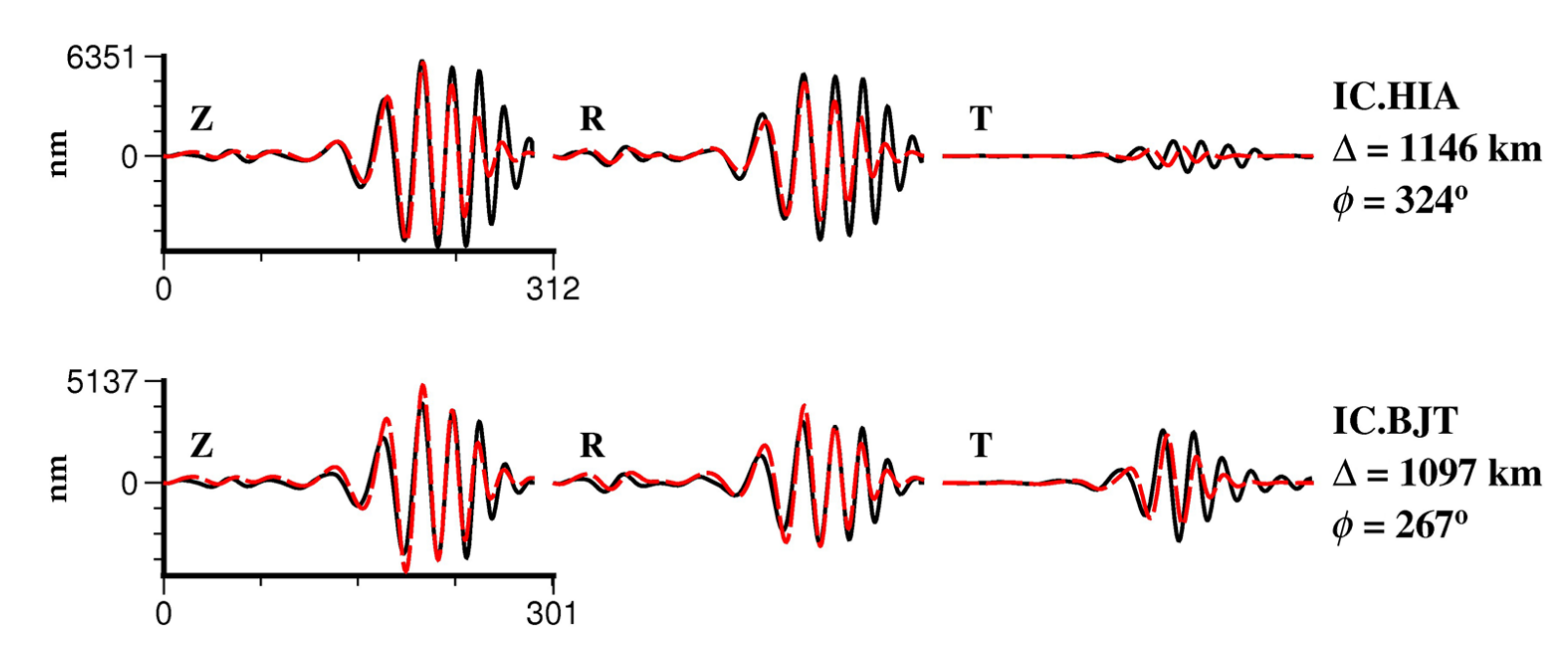 6351
Z
R
T
IC.HIA
nm
0
Δ = 1146 km
ϕ = 324º
0
312
5137
Z
R
T
IC.BJT
nm
0
Δ = 1097 km
ϕ = 267º
0
301